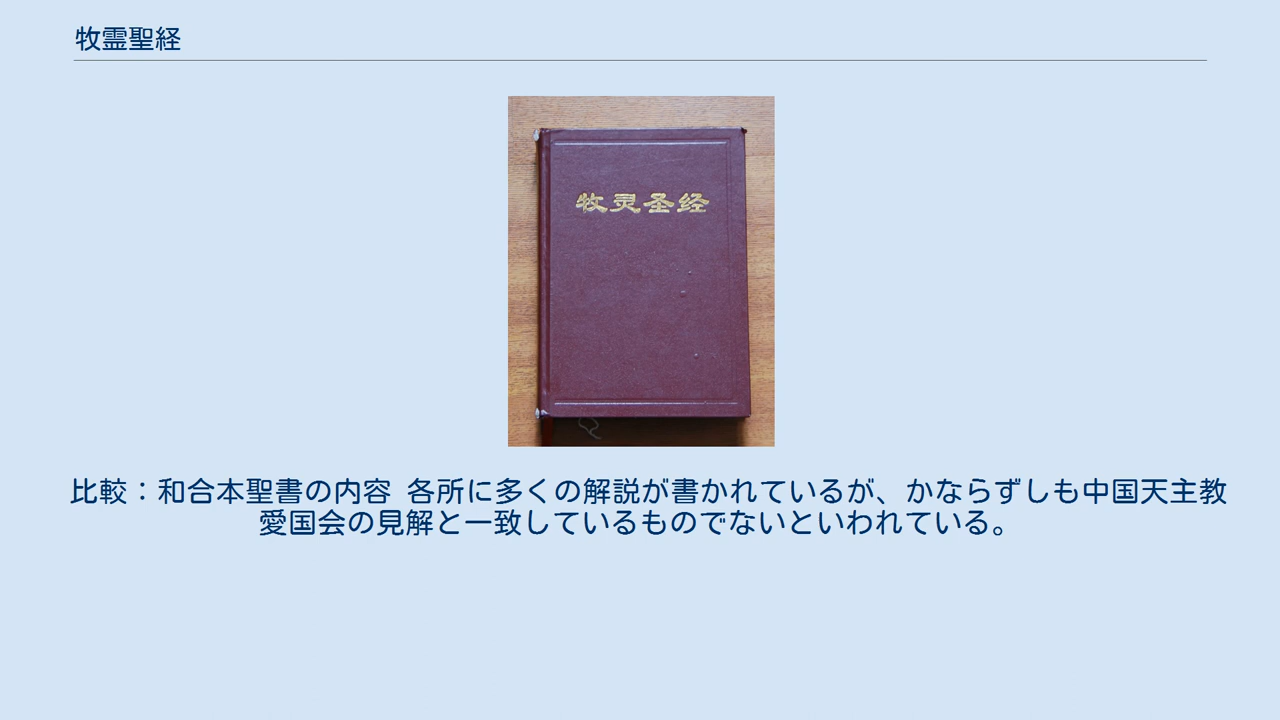 牧霊聖経
牧灵圣经
比較：和合本聖書の内容 各所に多くの解説が書かれているが、かならずしも中国天主教
愛国会の見解と一致しているものでないといわれている。